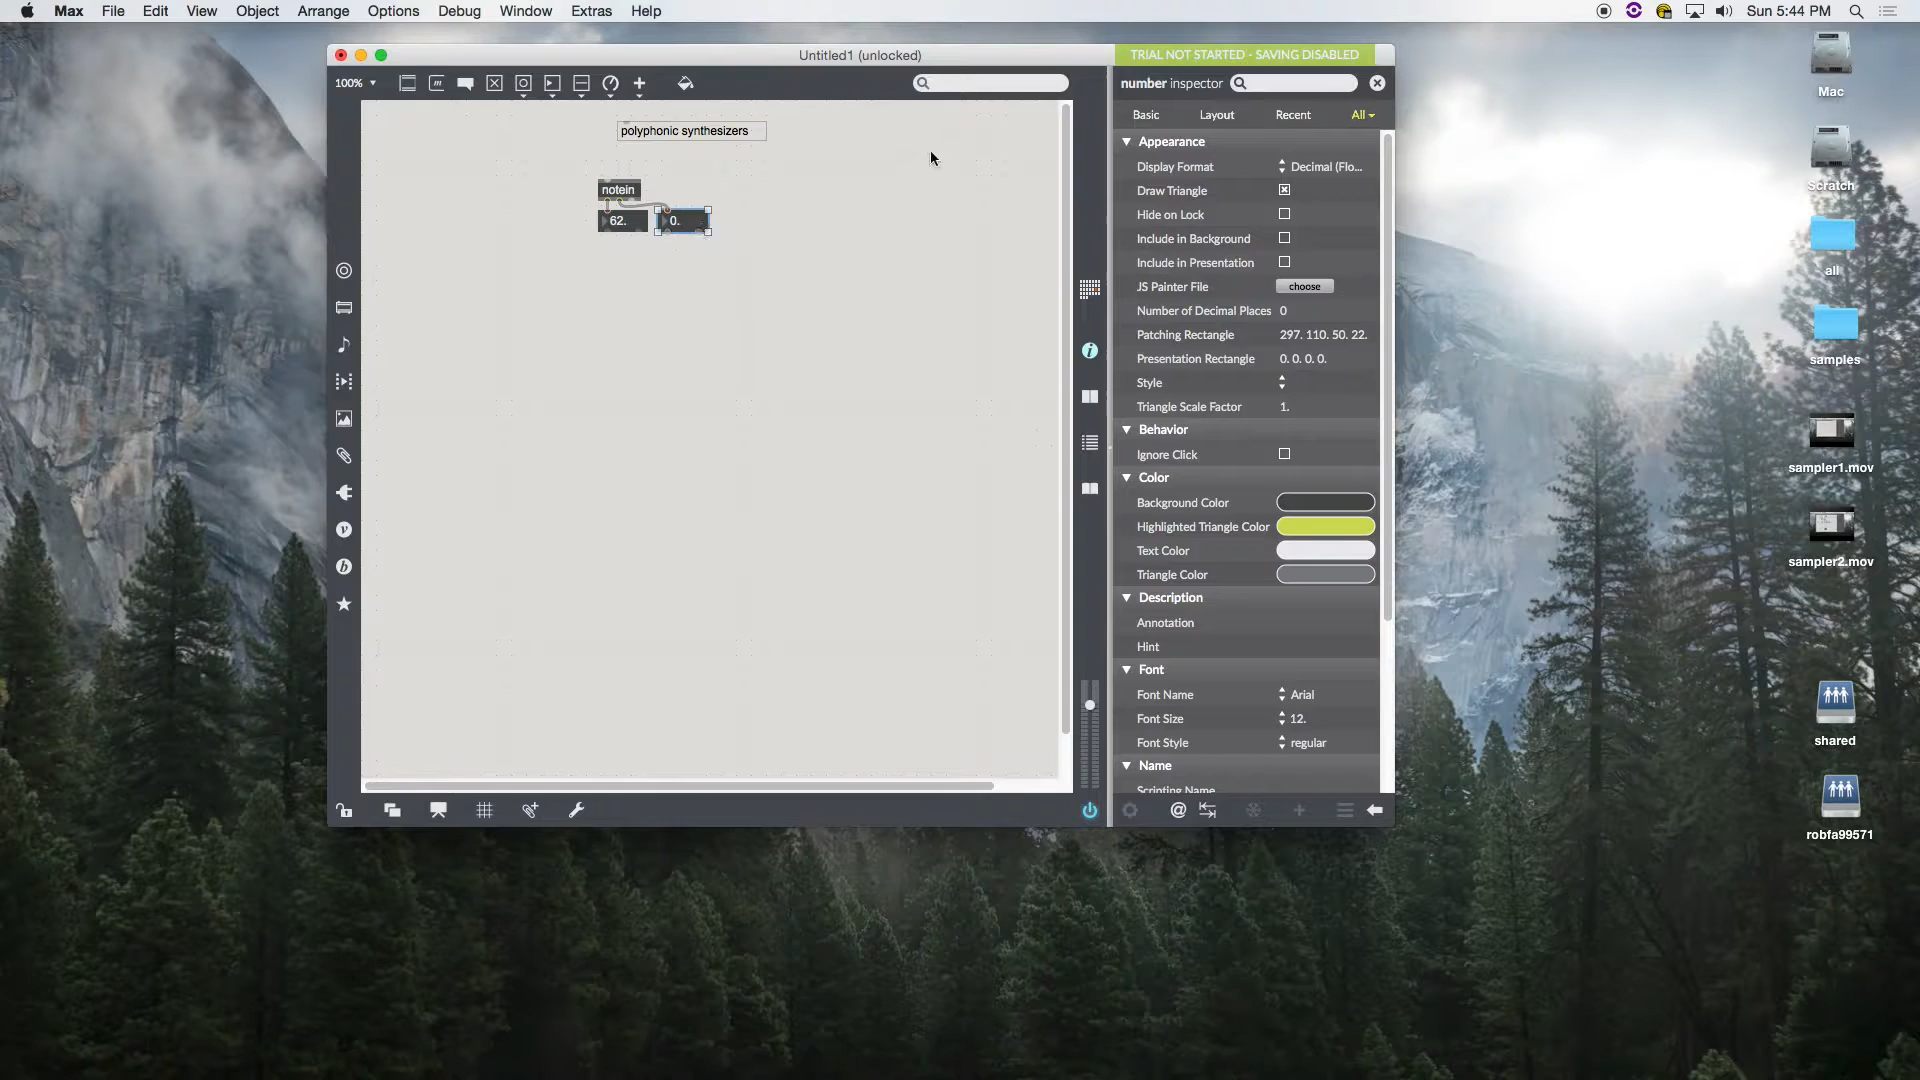 Max File Edit View Object Arrange Options Debug Window Extras Help
Sun 5:44 PM
Untitled1 (unlocked)
TRIAL NOT STARTED - SAVING DISABLED
100%
number inspector
Basic Layout Recent All
polyphonic synthesizers
notein
62. 0.
Appearance
Display Format Decimal (Flo...
Draw Triangle
Hide on Lock
Include in Background
Include in Presentation
JS Painter File choose
Number of Decimal Places 0
Patching Rectangle 297. 110. 50. 22.
Presentation Rectangle 0. 0. 0. 0.
Style
Triangle Scale Factor 1.
Behavior
Ignore Click
Color
Background Color
Highlighted Triangle Color
Text Color
Triangle Color
Description
Annotation
Hint
Font
Font Name Arial
Font Size 12.
Font Style regular
Name
Scripting Name
Mac
Scratch
all
samples
sampler1.mov
sampler2.mov
shared
robfa99571